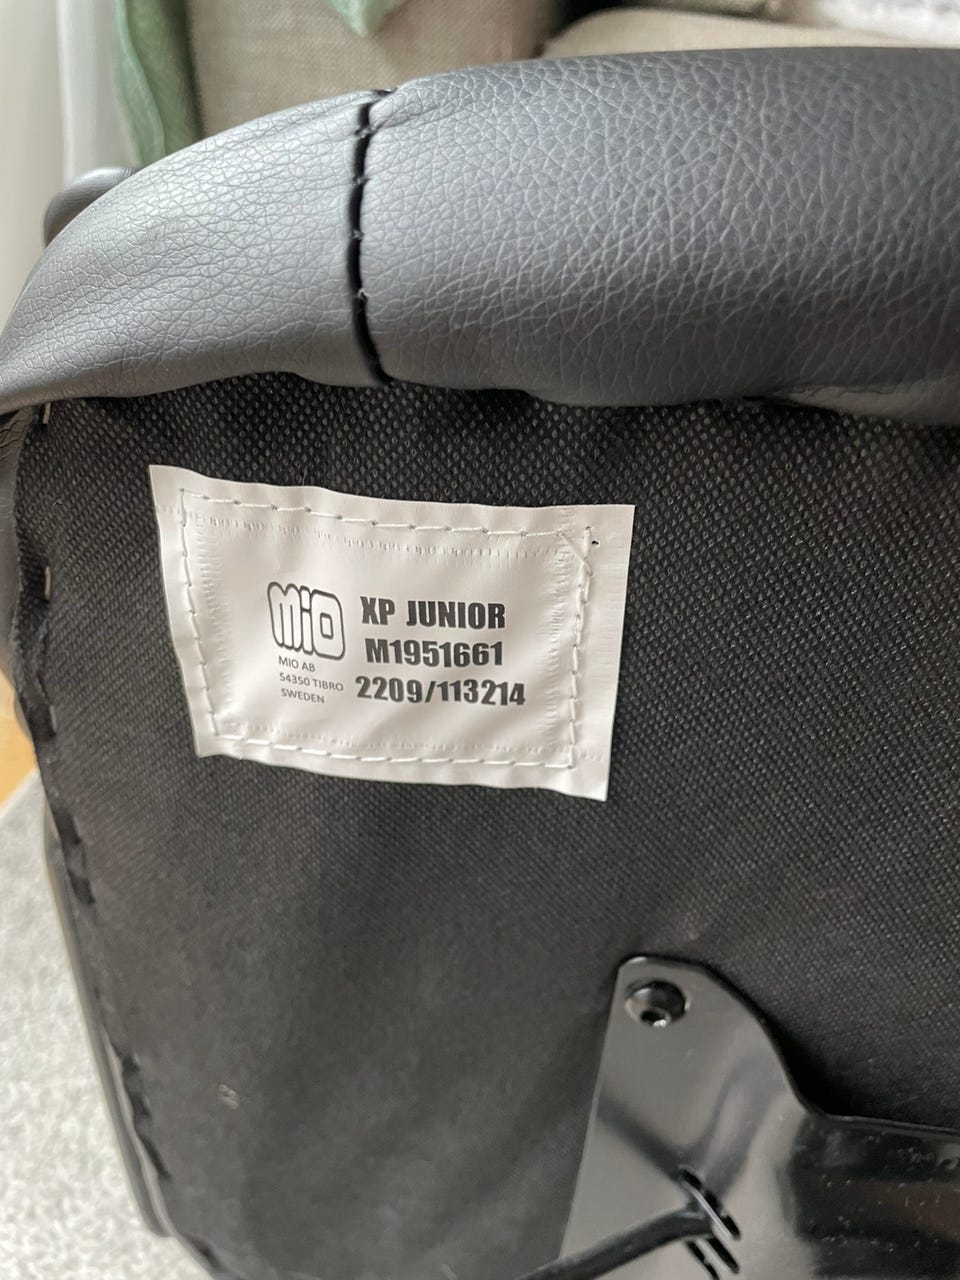 MiO
MIO AB
54350 TIBRO
SWEDEN
XP JUNIOR
M1951661
2209/113214